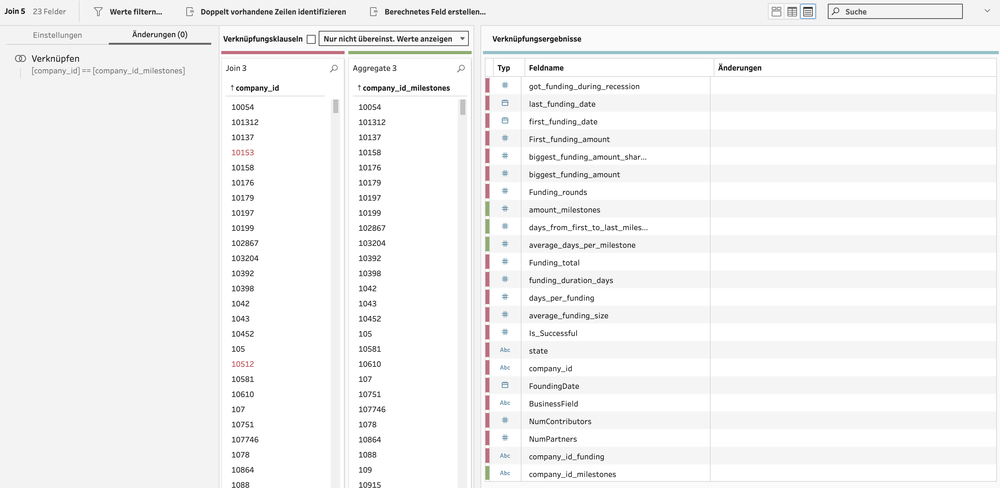 Join 5 23 Felder Werte filtern... Doppelt vorhandene Zeilen identifizieren Berechnetes Feld erstellen... Suche
Einstellungen Änderungen (0)
Verknüpfen
[company_id] == [company_id_milestones]
Verknüpfungsklauseln Nur nicht übereinst. Werte anzeigen
Join 3
company_id
10054
101312
10137
10153
10158
10176
10179
10197
10199
102867
103204
10392
10398
1042
1043
10452
105
10512
10581
10610
107
10751
107746
1078
10864
1088
Aggregate 3
company_id_milestones
10054
101312
10137
10158
10176
10179
10197
10199
102867
103204
10392
10398
1042
1043
10452
105
10581
10610
107
10751
107746
1078
10864
1088
109
10915
Verknüpfungsergebnisse
Typ Feldname Änderungen
# got_funding_during_recession
last_funding_date
first_funding_date
# First_funding_amount
# biggest_funding_amount_shar...
# biggest_funding_amount
# Funding_rounds
# amount_milestones
# days_from_first_to_last_miles...
# average_days_per_milestone
# Funding_total
# funding_duration_days
# days_per_funding
# average_funding_size
# Is_Successful
Abc state
Abc company_id
FoundingDate
Abc BusinessField
# NumContributors
# NumPartners
Abc company_id_funding
Abc company_id_milestones